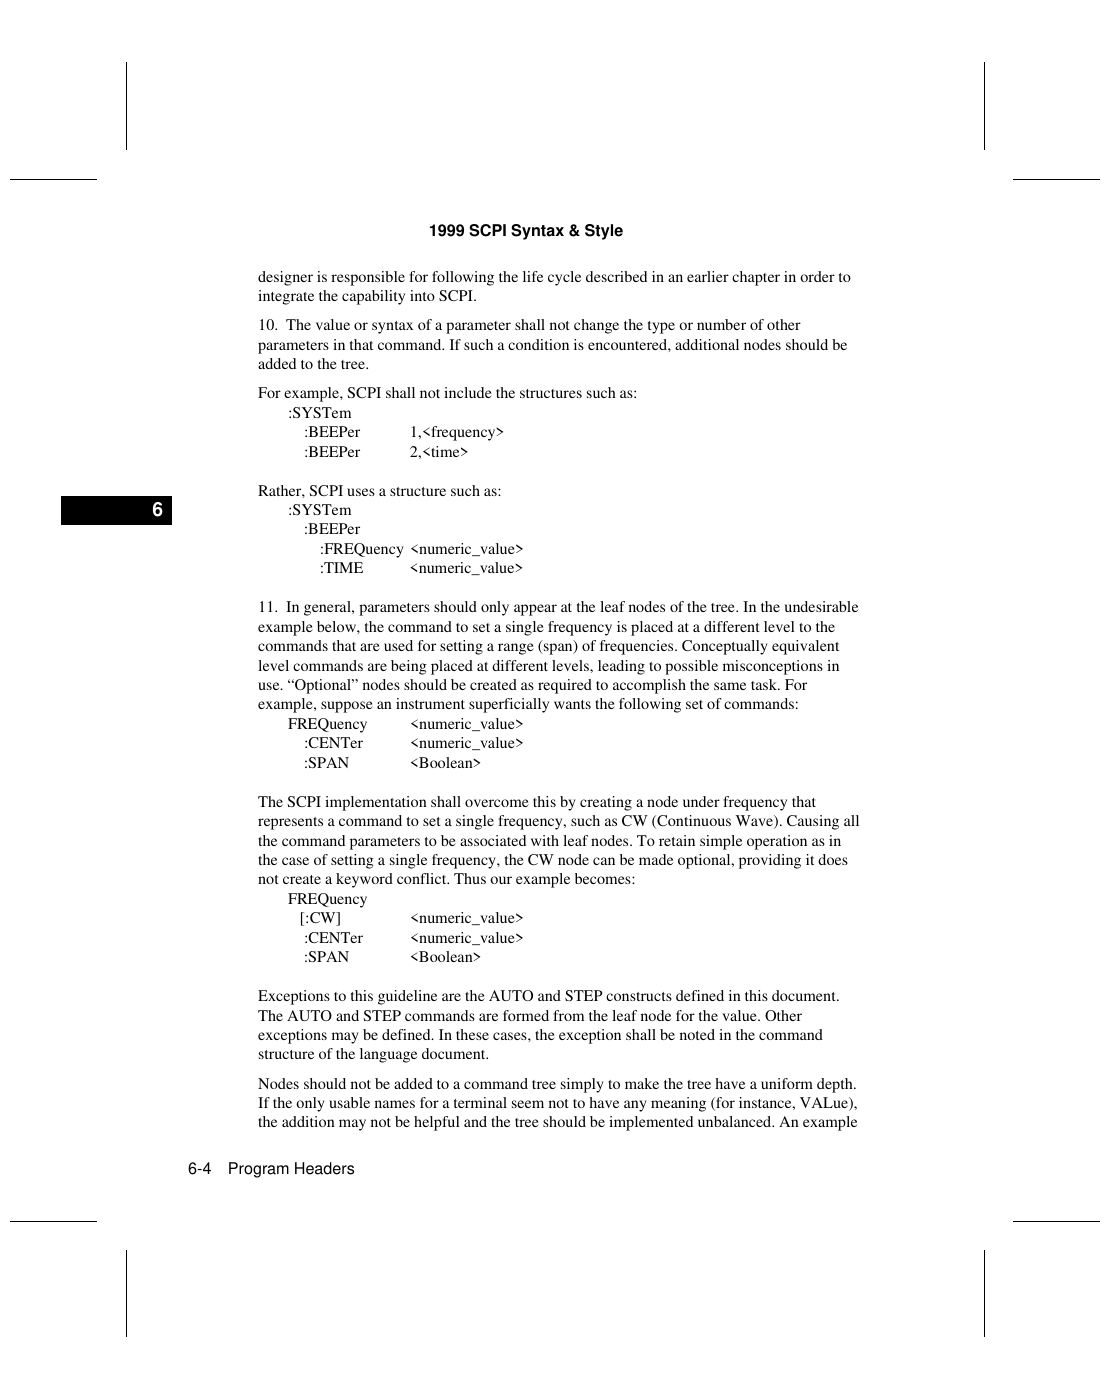 1999 SCPI Syntax & Style
designer is responsible for following the life cycle described in an earlier chapter in order to
integrate the capability into SCPI.
10.  The value or syntax of a parameter shall not change the type or number of other
parameters in that command. If such a condition is encountered, additional nodes should be
added to the tree.
For example, SCPI shall not include the structures such as:
:SYSTem
:BEEPer 1,<frequency>
:BEEPer 2,<time>
Rather, SCPI uses a structure such as:
6
:SYSTem
:BEEPer
:FREQuency <numeric_value>
:TIME <numeric_value>
11.  In general, parameters should only appear at the leaf nodes of the tree. In the undesirable
example below, the command to set a single frequency is placed at a different level to the
commands that are used for setting a range (span) of frequencies. Conceptually equivalent
level commands are being placed at different levels, leading to possible misconceptions in
use. “Optional” nodes should be created as required to accomplish the same task. For
example, suppose an instrument superficially wants the following set of commands:
FREQuency <numeric_value>
:CENTer <numeric_value>
:SPAN <Boolean>
The SCPI implementation shall overcome this by creating a node under frequency that
represents a command to set a single frequency, such as CW (Continuous Wave). Causing all
the command parameters to be associated with leaf nodes. To retain simple operation as in
the case of setting a single frequency, the CW node can be made optional, providing it does
not create a keyword conflict. Thus our example becomes:
FREQuency
[:CW] <numeric_value>
:CENTer <numeric_value>
:SPAN <Boolean>
Exceptions to this guideline are the AUTO and STEP constructs defined in this document.
The AUTO and STEP commands are formed from the leaf node for the value. Other
exceptions may be defined. In these cases, the exception shall be noted in the command
structure of the language document.
Nodes should not be added to a command tree simply to make the tree have a uniform depth.
If the only usable names for a terminal seem not to have any meaning (for instance, VALue),
the addition may not be helpful and the tree should be implemented unbalanced. An example
6-4 Program Headers